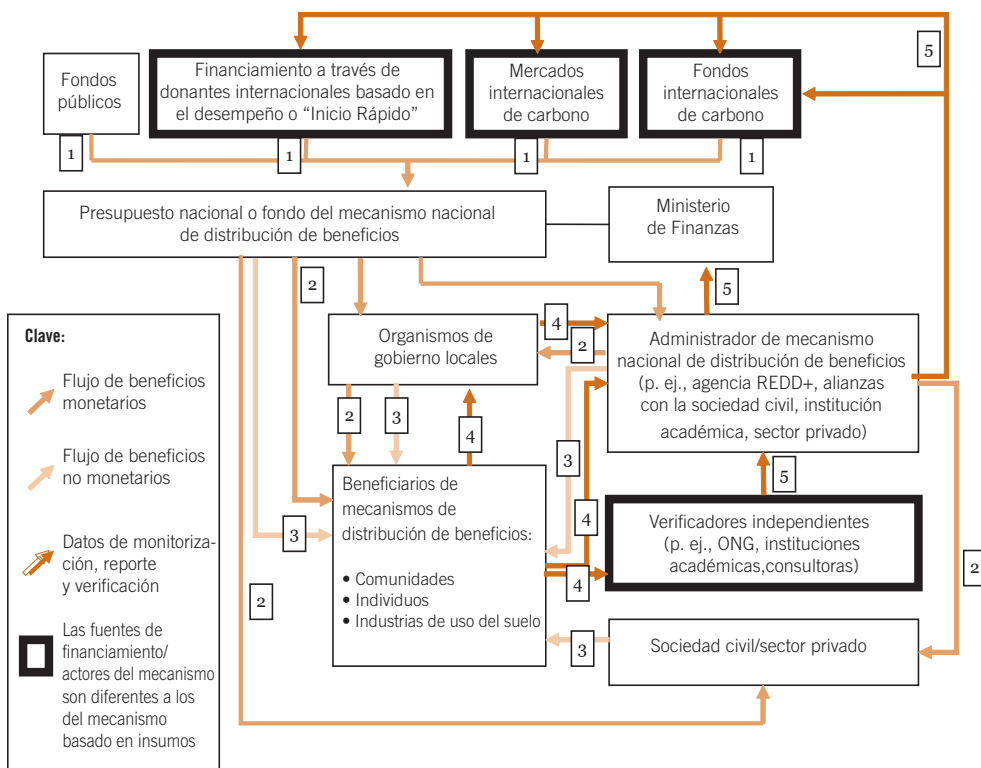 5
Fondos
públicos
Financiamiento a través de
donantes internacionales basado en
el desempeño o “Inicio Rápido”
Mercados
internacionales
de carbono
Fondos
internacionales
de carbono
1
1
1
1
Presupuesto nacional o fondo del mecanismo nacional
de distribución de beneficios
Ministerio
de Finanzas
2
5
Organismos de
gobierno locales
4
2
Administrador de mecanismo
nacional de distribución de beneficios
(p. ej., agencia REDD+, alianzas
con la sociedad civil, institución
académica, sector privado)
2
3
4
3
5
Beneficiarios de
mecanismos de
distribución de beneficios:
• Comunidades
• Individuos
• Industrias de uso del suelo
3
4
4
Verificadores independientes
(p. ej., ONG, instituciones
académicas,consultoras)
2
2
3
Sociedad civil/sector privado
Clave:
Flujo de beneficios
monetarios
Flujo de beneficios
no monetarios
Datos de monitoriza-
ción, reporte
y verificación
Las fuentes de
financiamiento/
actores del mecanismo
son diferentes a los
del mecanismo
basado en insumos